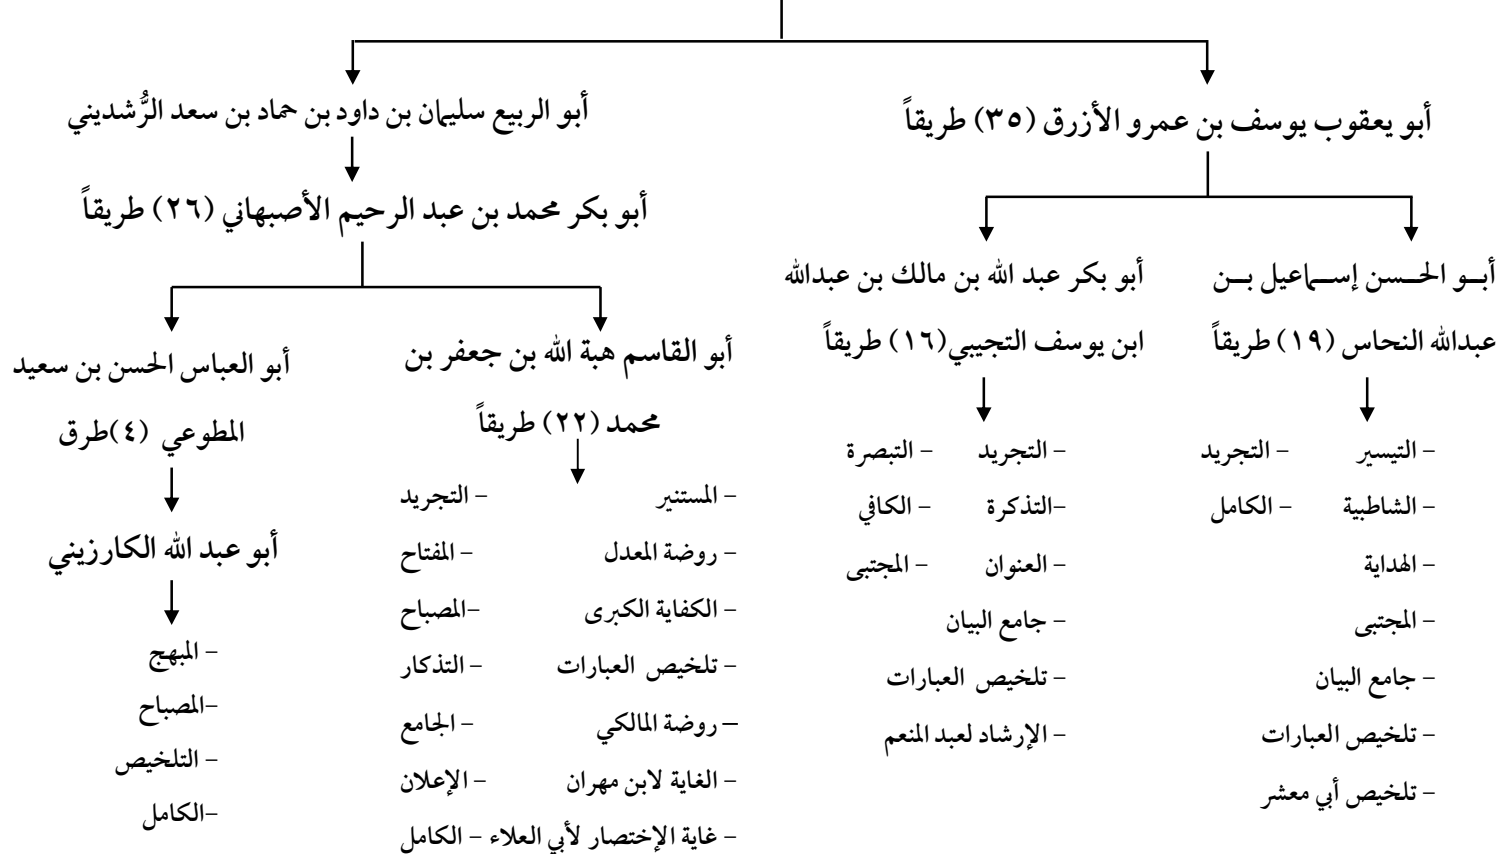 أبو يعقوب يوسف بن عمرو الأزرق (٣٥) طريقاً
أبو الحسن إسماعيل بن
عبدالله النحاس (١٩) طريقاً
– التيسير – التجريد
– الشاطبية – الكامل
– الهداية
– المجتبى
– جامع البيان
– تلخيص العبارات
– تلخيص أبي معشر
أبو بكر عبد الله بن مالك بن عبدالله
ابن يوسف التجيبي(١٦) طريقاً
– التجريد – التبصرة
–التذكرة – الكافي
– العنوان – المجتبى
– جامع البيان
– تلخيص العبارات
– الإرشاد لعبد المنعم
أبو الربيع سليمان بن داود بن حماد بن سعد الرُّشديني
أبو بكر محمد بن عبد الرحيم الأصبهاني (٢٦) طريقاً
أبو القاسم هبة الله بن جعفر بن
محمد (٢٢) طريقاً
– المستنير – التجريد
– روضة المعدل – المفتاح
– الكفاية الكبرى –المصباح
– تلخيص العبارات – التذكار
– روضة المالكي – الجامع
– الغاية لابن مهران – الإعلان
– غاية الإختصار لأبي العلاء – الكامل
أبو العباس الحسن بن سعيد
المطوعي (٤)طرق
أبو عبد الله الكارزيني
– المبهج
–المصباح
– التلخيص
–الكامل